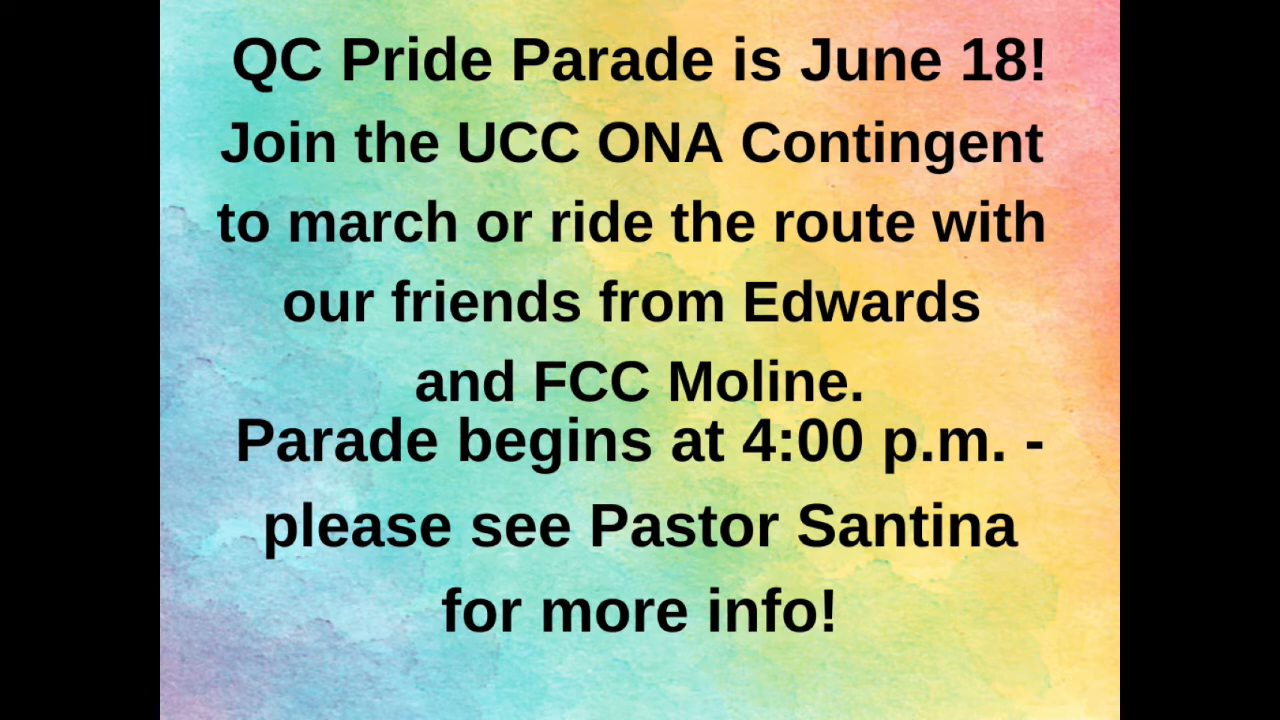 QC Pride Parade is June 18!
Join the UCC ONA Contingent
to march or ride the route with
our friends from Edwards
and FCC Moline.
Parade begins at 4:00 p.m. -
please see Pastor Santina
for more info!